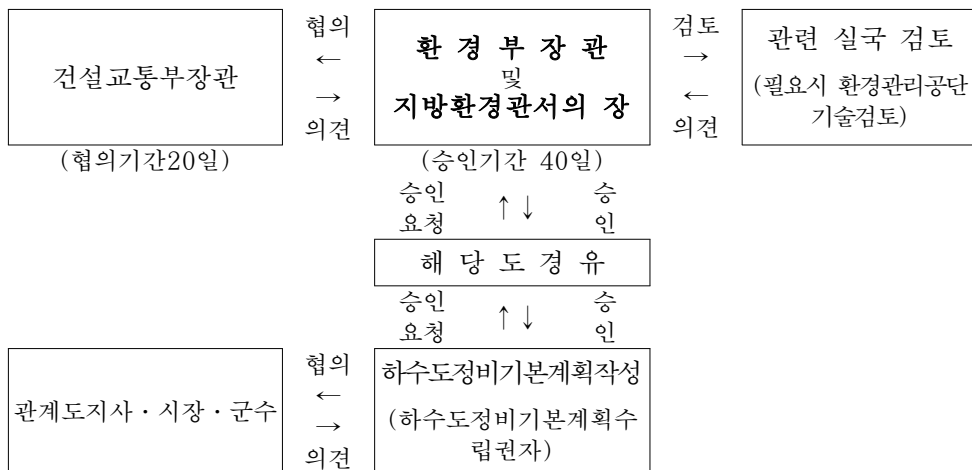 협의
←
→
의견
건설교통부장관
(협의기간20일)
환 경 부 장 관
및
지방환경관서의 장
(승인기간 40일)
검토
→
←
의견
관련 실국 검토
(필요시 환경관리공단
기술검토)
승인
요청
↑↓
승
인
해 당 도 경 유
승인
요청
↑↓
승
인
관계도지사・시장・군수
협의
←
→
의견
하수도정비기본계획작성
(하수도정비기본계획수
립권자)